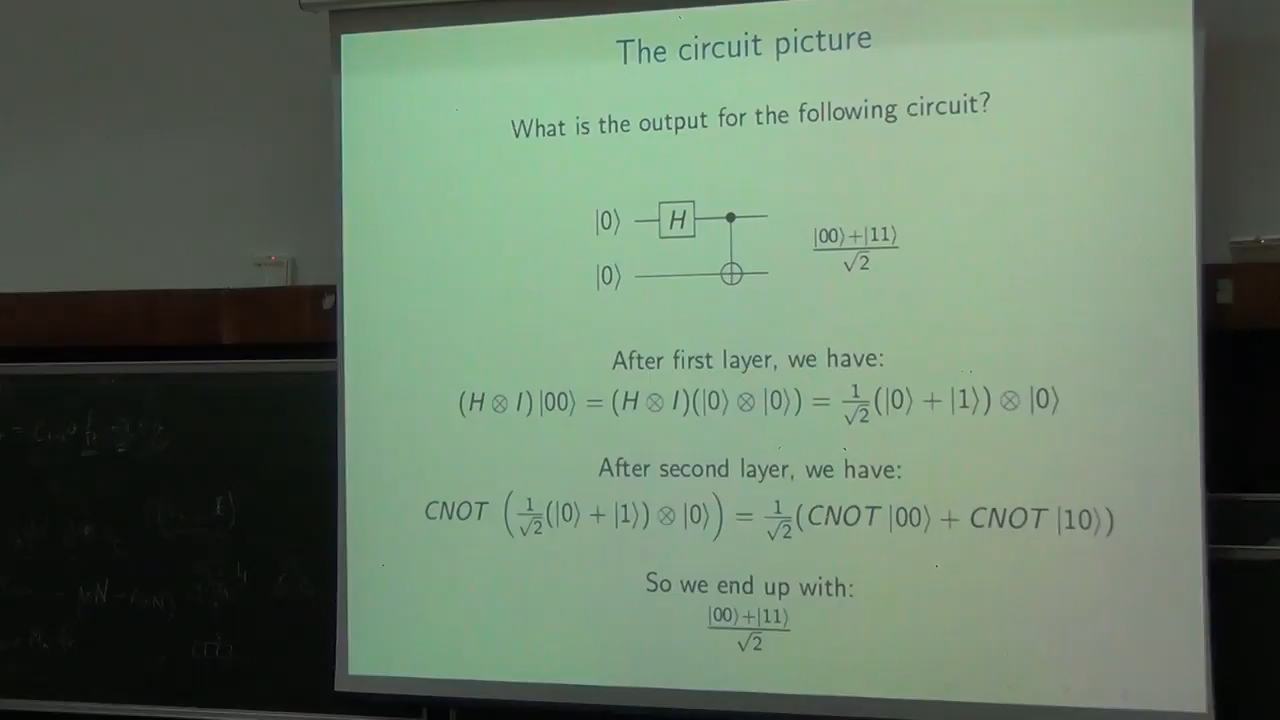 The circuit picture
What is the output for the following circuit?
|0⟩ H
|00⟩+|11⟩
√2
|0⟩
After first layer, we have:
(H ⊗ I) |00⟩ = (H ⊗ I)(|0⟩ ⊗ |0⟩) = 1/√2 (|0⟩ + |1⟩) ⊗ |0⟩
After second layer, we have:
CNOT (1/√2 (|0⟩ + |1⟩) ⊗ |0⟩) = 1/√2 (CNOT |00⟩ + CNOT |10⟩)
So we end up with:
|00⟩+|11⟩
√2